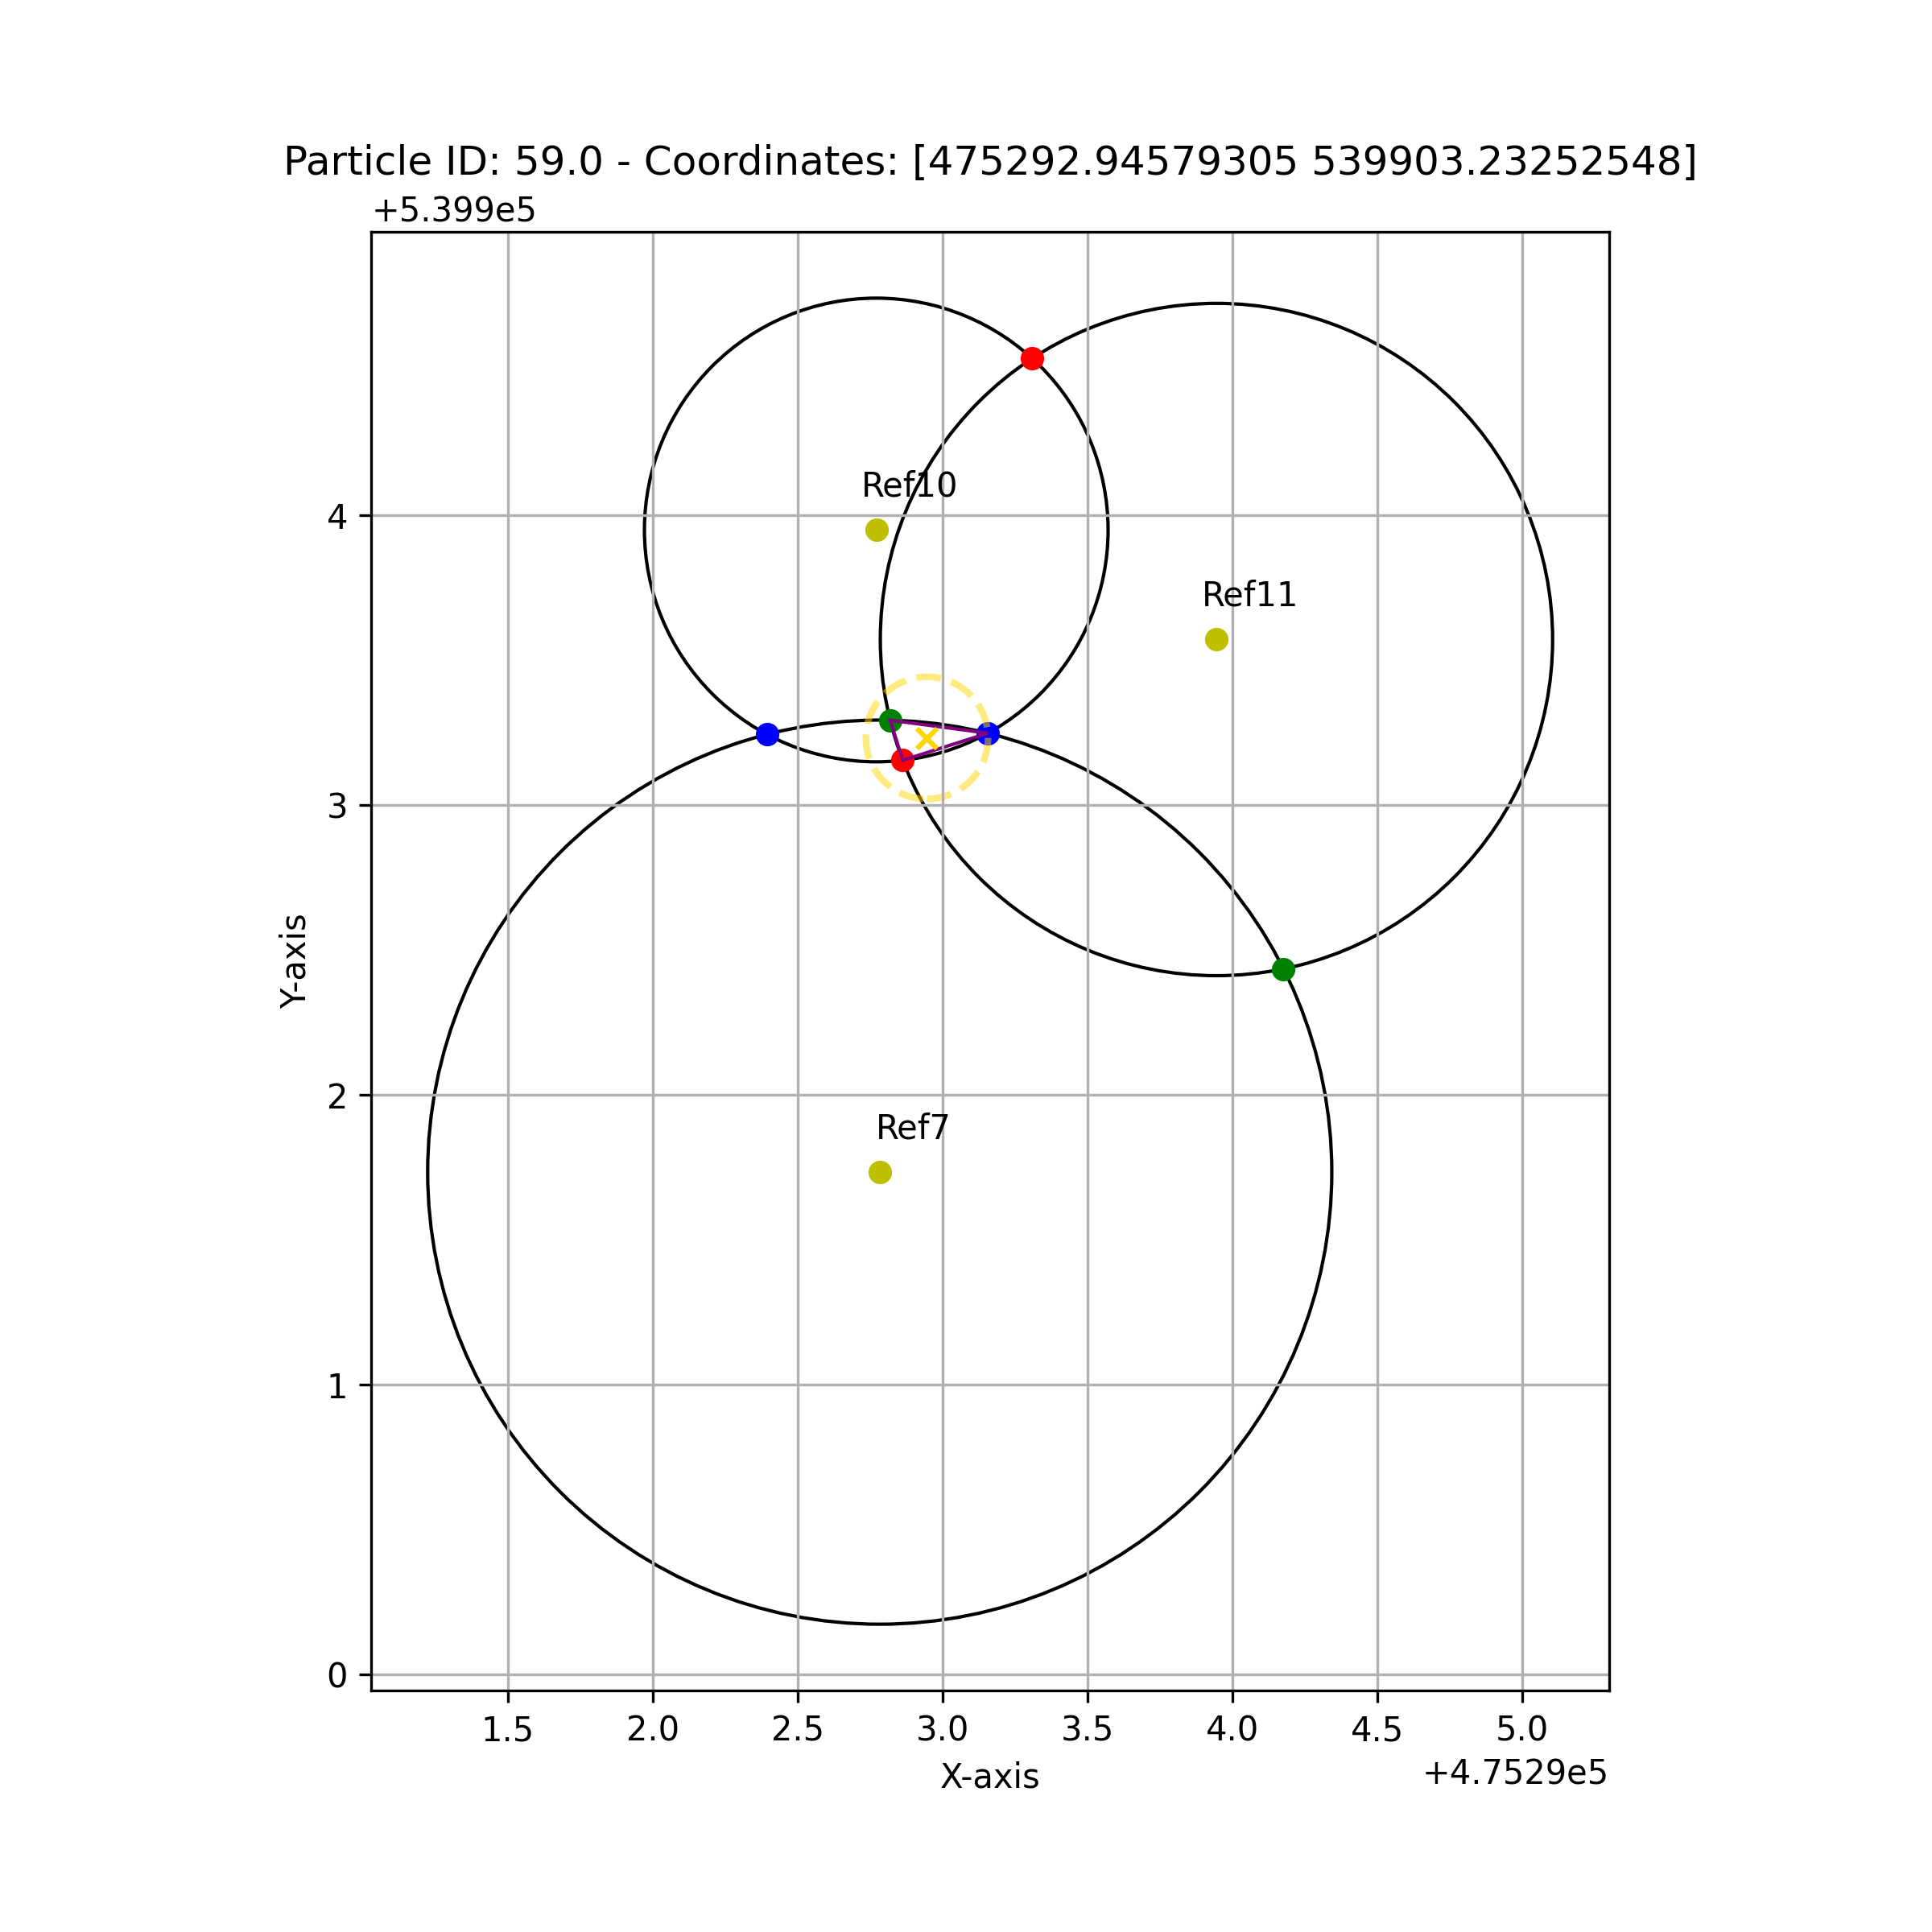 Particle ID: 59.0 - Coordinates: [475292.94579305 539903.23252548]
+5.399e5
Ref10
4
Ref11
3
Y-axis
2
Ref7
1
0
1.5 2.0 2.5 3.0 3.5 4.0 4.5 5.0
X-axis
+4.7529e5